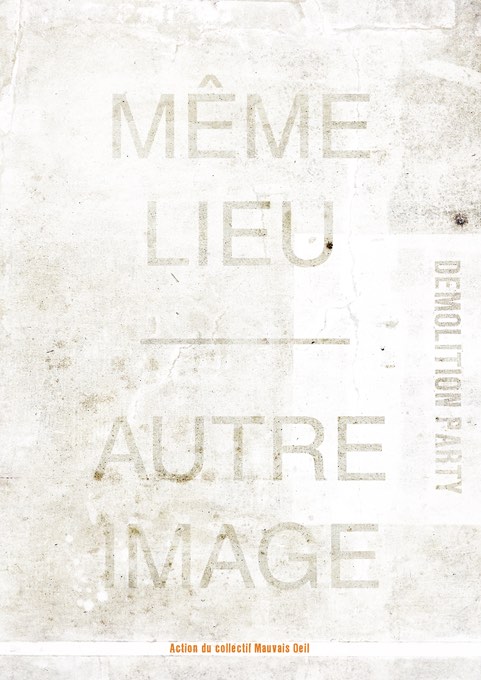 MÊME
LIEU
AUTRE
IMAGE
DEMOLITION PARTY
Action du collectif Mauvais Oeil